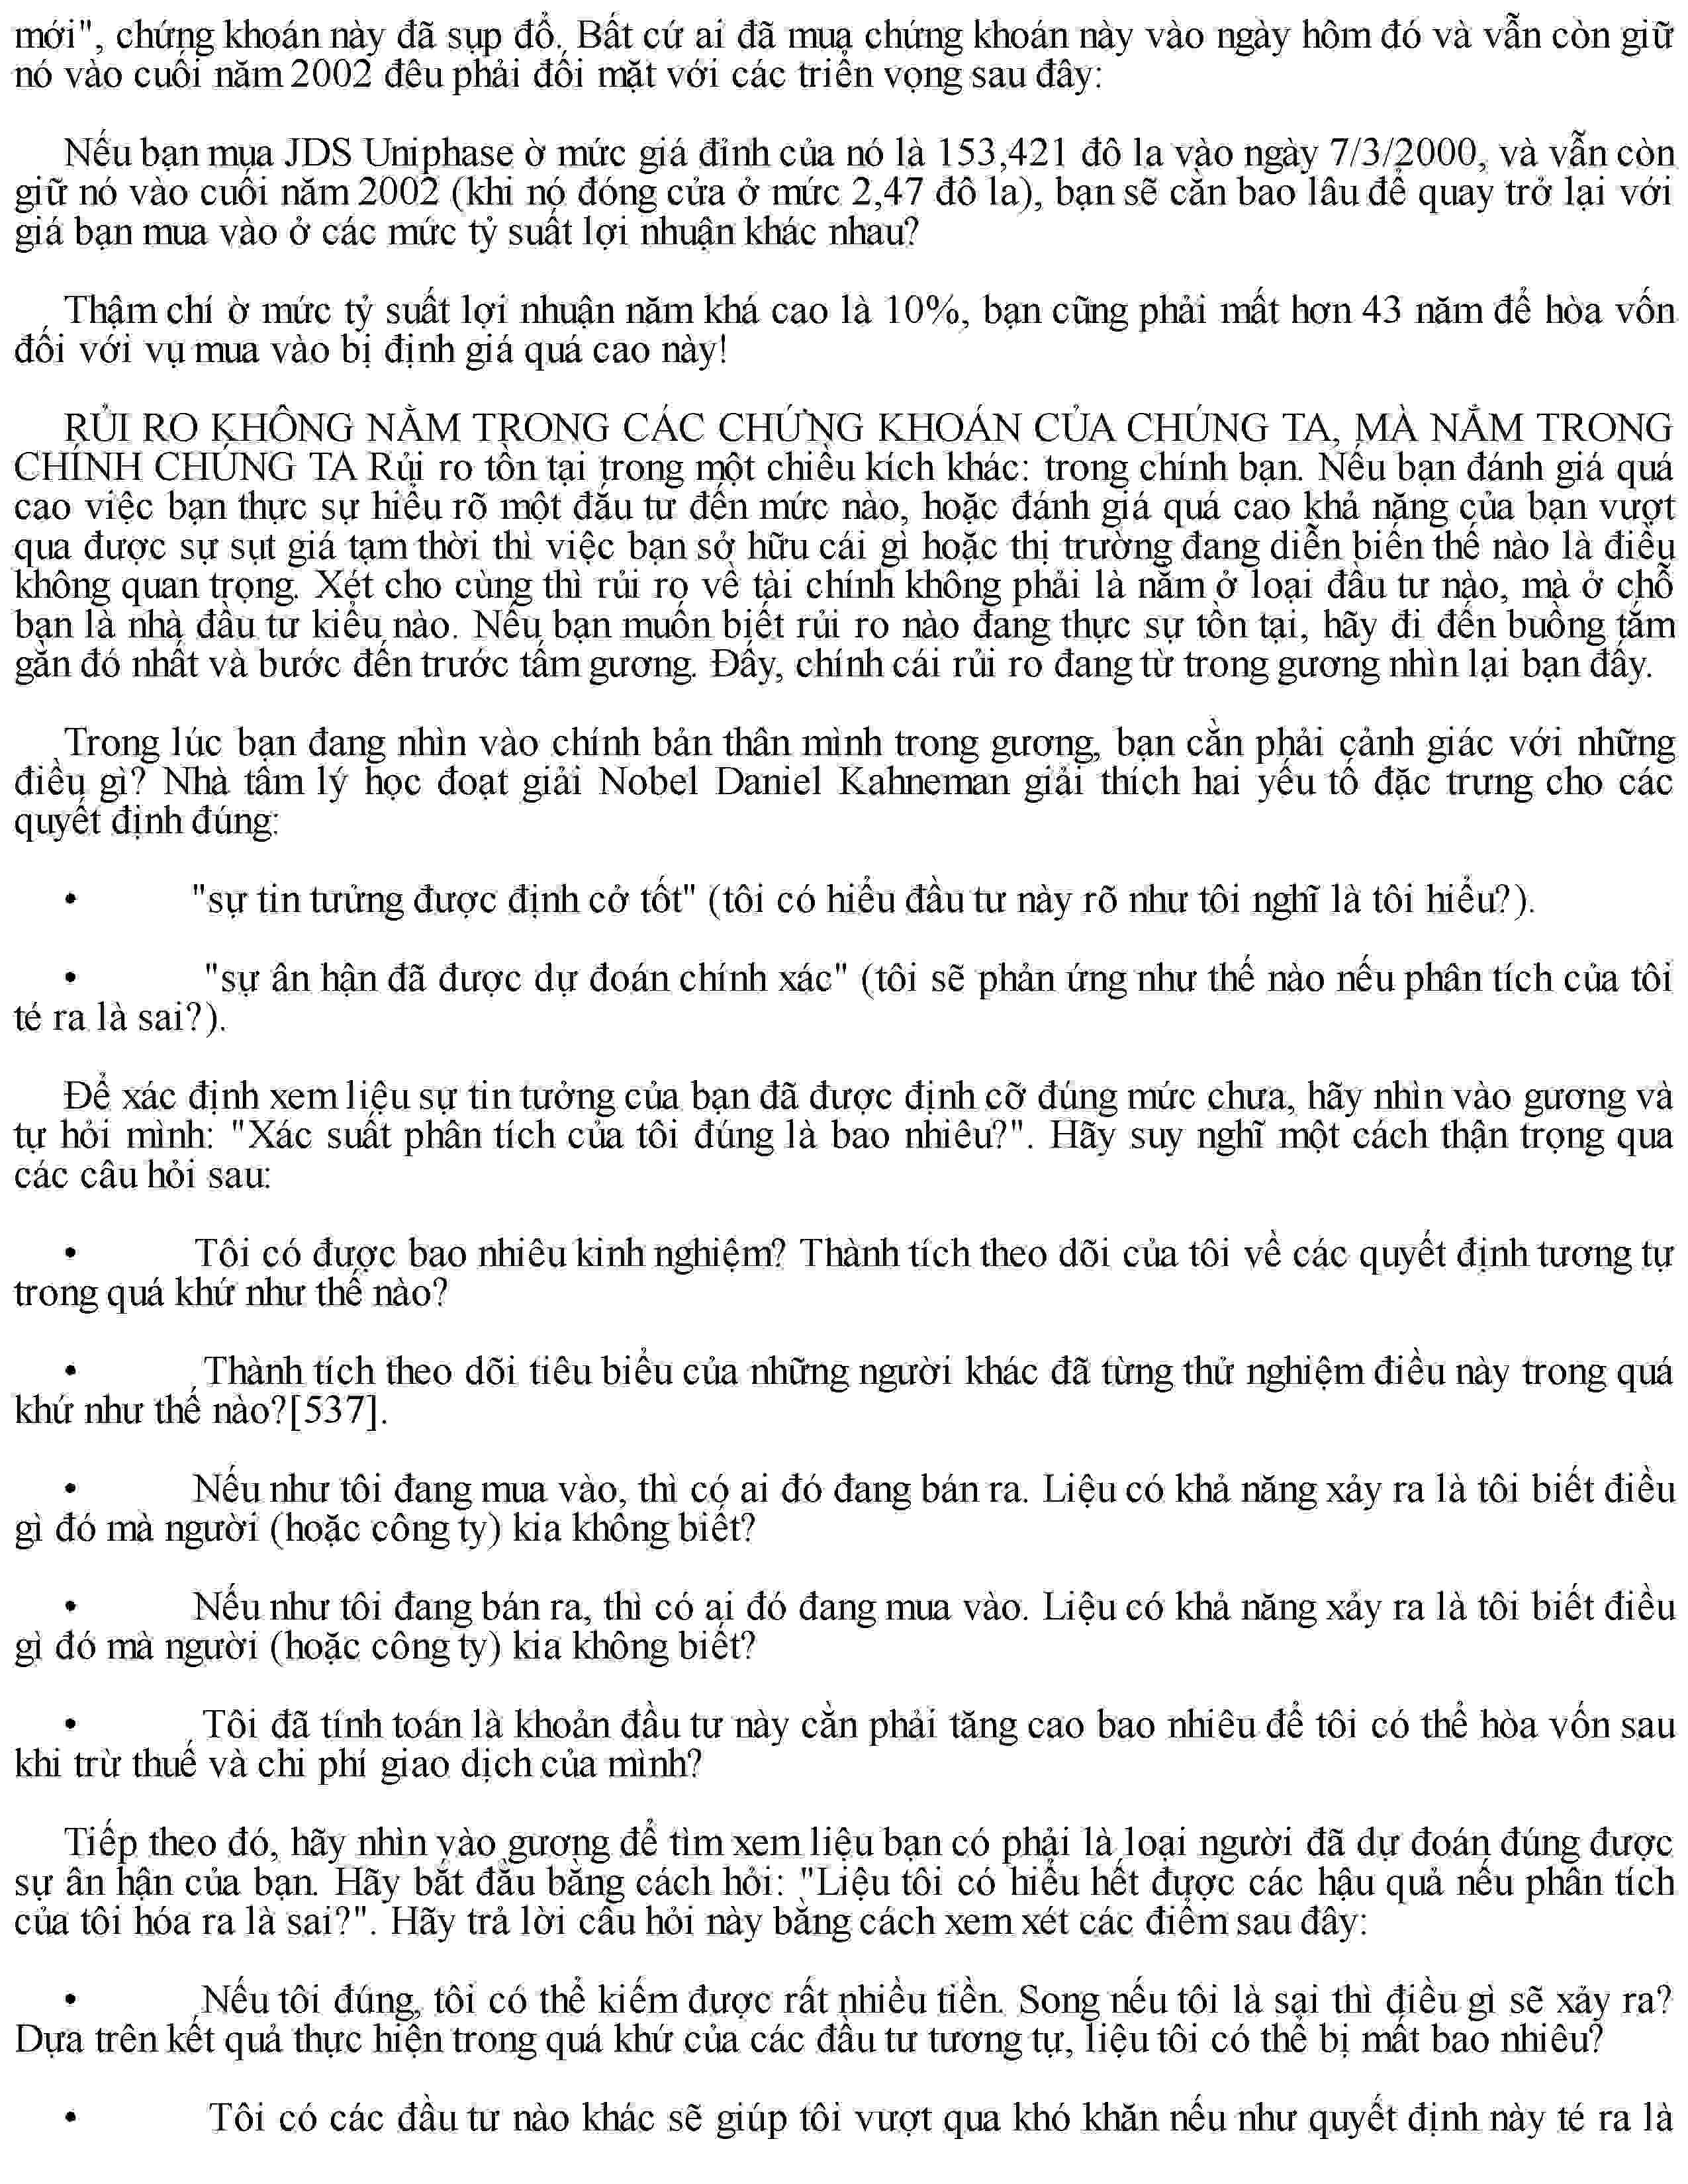 mới", chứng khoán này đã sụp đổ. Bất cứ ai đã mua chứng khoán này vào ngày hôm đó và vẫn còn giữ
nó vào cuối năm 2002 đều phải đối mặt với các triển vọng sau đây:
Nếu bạn mua JDS Uniphase ờ mức giá đỉnh của nó là 153,421 đô la vào ngày 7/3/2000, và vẫn còn
giữ nó vào cuối năm 2002 (khi nó đóng cửa ở mức 2,47 đô la), bạn sẽ cần bao lâu để quay trở lại với
giá bạn mua vào ở các mức tỷ suất lợi nhuận khác nhau?
Thậm chí ờ mức tỷ suất lợi nhuận năm khá cao là 10%, bạn cũng phải mất hơn 43 năm để hòa vốn
đối với vụ mua vào bị định giá quá cao này!
RỦI RO KHÔNG NẰM TRONG CÁC CHỨNG KHOÁN CỦA CHÚNG TA, MÀ NẰM TRONG
CHÍNH CHÚNG TA Rủi ro tồn tại trong một chiều kích khác: trong chính bạn. Nếu bạn đánh giá quá
cao việc bạn thực sự hiểu rõ một đầu tư đến mức nào, hoặc đánh giá quá cao khả năng của bạn vượt
qua được sự sụt giá tạm thời thì việc bạn sở hữu cái gì hoặc thị trường đang diễn biến thế nào là điều
không quan trọng. Xét cho cùng thì rủi ro về tài chính không phải là nằm ở loại đầu tư nào, mà ở chỗ
bạn là nhà đầu tư kiểu nào. Nếu bạn muốn biết rủi ro nào đang thực sự tồn tại, hãy đi đến buồng tắm
gần đó nhất và bước đến trước tấm gương. Đấy, chính cái rủi ro đang từ trong gương nhìn lại bạn đấy.
Trong lúc bạn đang nhìn vào chính bản thân mình trong gương, bạn cần phải cảnh giác với những
điều gì? Nhà tâm lý học đoạt giải Nobel Daniel Kahneman giải thích hai yếu tố đặc trưng cho các
quyết định đúng:
• "sự tin tưửng được định cở tốt" (tôi có hiểu đầu tư này rõ như tôi nghĩ là tôi hiểu?).
• "sự ân hận đã được dự đoán chính xác" (tôi sẽ phản ứng như thế nào nếu phân tích của tôi
té ra là sai?).
Để xác định xem liệu sự tin tưởng của bạn đã được định cỡ đúng mức chưa, hãy nhìn vào gương và
tự hỏi mình: "Xác suất phân tích của tôi đúng là bao nhiêu?". Hãy suy nghĩ một cách thận trọng qua
các câu hỏi sau:
• Tôi có được bao nhiêu kinh nghiệm? Thành tích theo dõi của tôi về các quyết định tương tự
trong quá khứ như thế nào?
• Thành tích theo dõi tiêu biểu của những người khác đã từng thử nghiệm điều này trong quá
khứ như thế nào?[537].
• Nếu như tôi đang mua vào, thì có ai đó đang bán ra. Liệu có khả năng xảy ra là tôi biết điều
gì đó mà người (hoặc công ty) kia không biết?
• Nếu như tôi đang bán ra, thì có ai đó đang mua vào. Liệu có khả năng xảy ra là tôi biết điều
gì đó mà người (hoặc công ty) kia không biết?
• Tôi đã tính toán là khoản đầu tư này cần phải tăng cao bao nhiêu để tôi có thể hòa vốn sau
khi trừ thuế và chi phí giao dịch của mình?
Tiếp theo đó, hãy nhìn vào gương để tìm xem liệu bạn có phải là loại người đã dự đoán đúng được
sự ân hận của bạn. Hãy bắt đầu bằng cách hỏi: "Liệu tôi có hiểu hết được các hậu quả nếu phân tích
của tôi hóa ra là sai?". Hãy trả lời câu hỏi này bằng cách xem xét các điểm sau đây:
• Nếu tôi đúng, tôi có thể kiếm được rất nhiều tiền. Song nếu tôi là sai thì điều gì sẽ xảy ra?
Dựa trên kết quả thực hiện trong quá khứ của các đầu tư tương tự, liệu tôi có thể bị mất bao nhiêu?
• Tôi có các đầu tư nào khác sẽ giúp tôi vượt qua khó khăn nếu như quyết định này té ra là